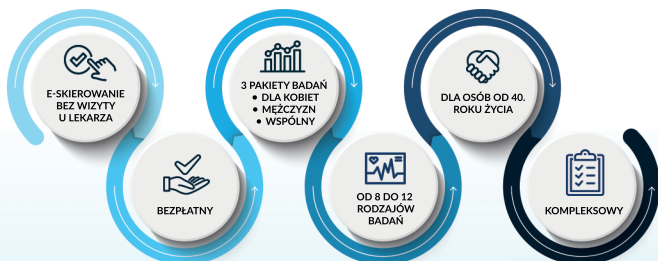 E-SKIEROWANIE
BEZ WIZYTY
U LEKARZA
BEZPŁATNY
3 PAKIETY BADAŃ
• DLA KOBIET
• MĘŻCZYZN
• WSPÓLNY
OD 8 DO 12
RODZAJÓW
BADAŃ
DLA OSÓB OD 40.
ROKU ŻYCIA
KOMPLEKSOWY